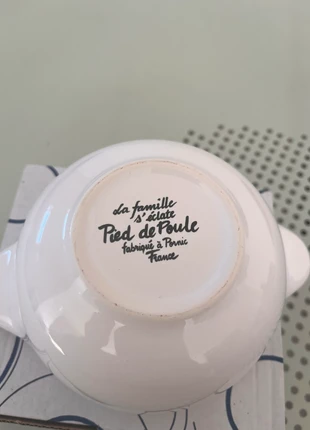 La famille
s'éclate
Pied de Poule
fabriqué à Pornic
France